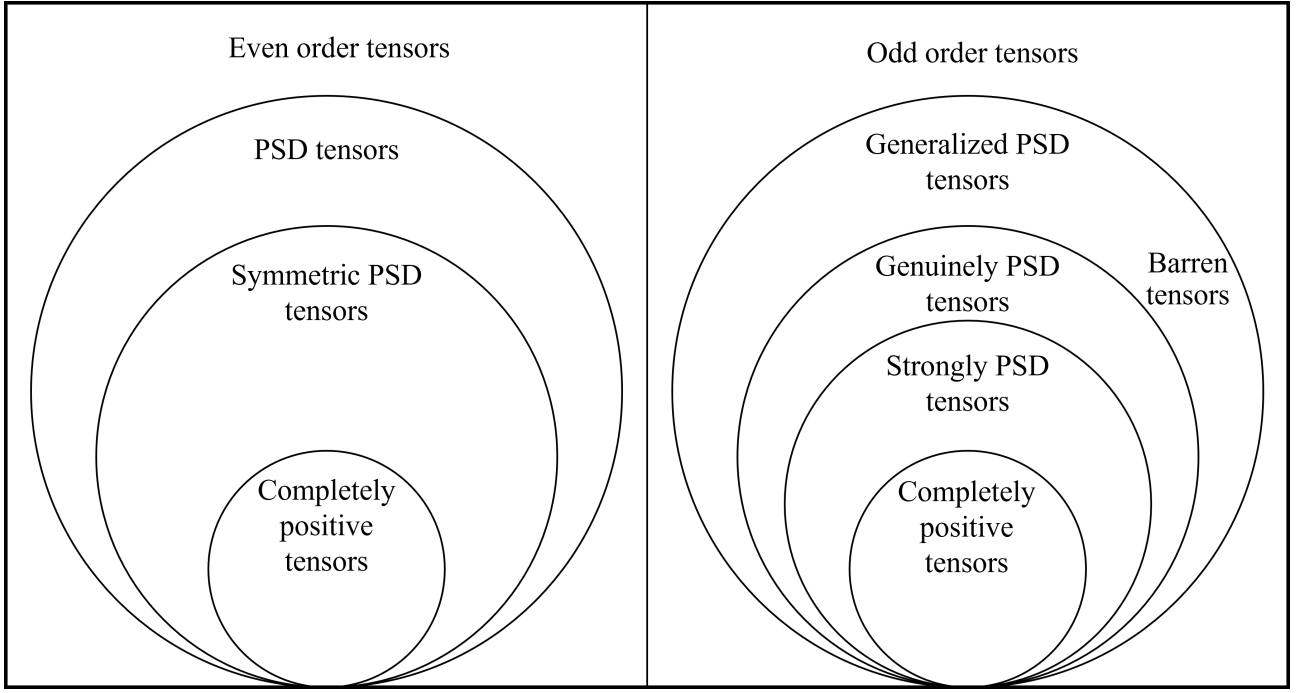 Even order tensors
PSD tensors
Symmetric PSD
tensors
Completely
positive
tensors
Odd order tensors
Generalized PSD
tensors
Genuinely PSD
tensors
Barren
tensors
Strongly PSD
tensors
Completely
positive
tensors